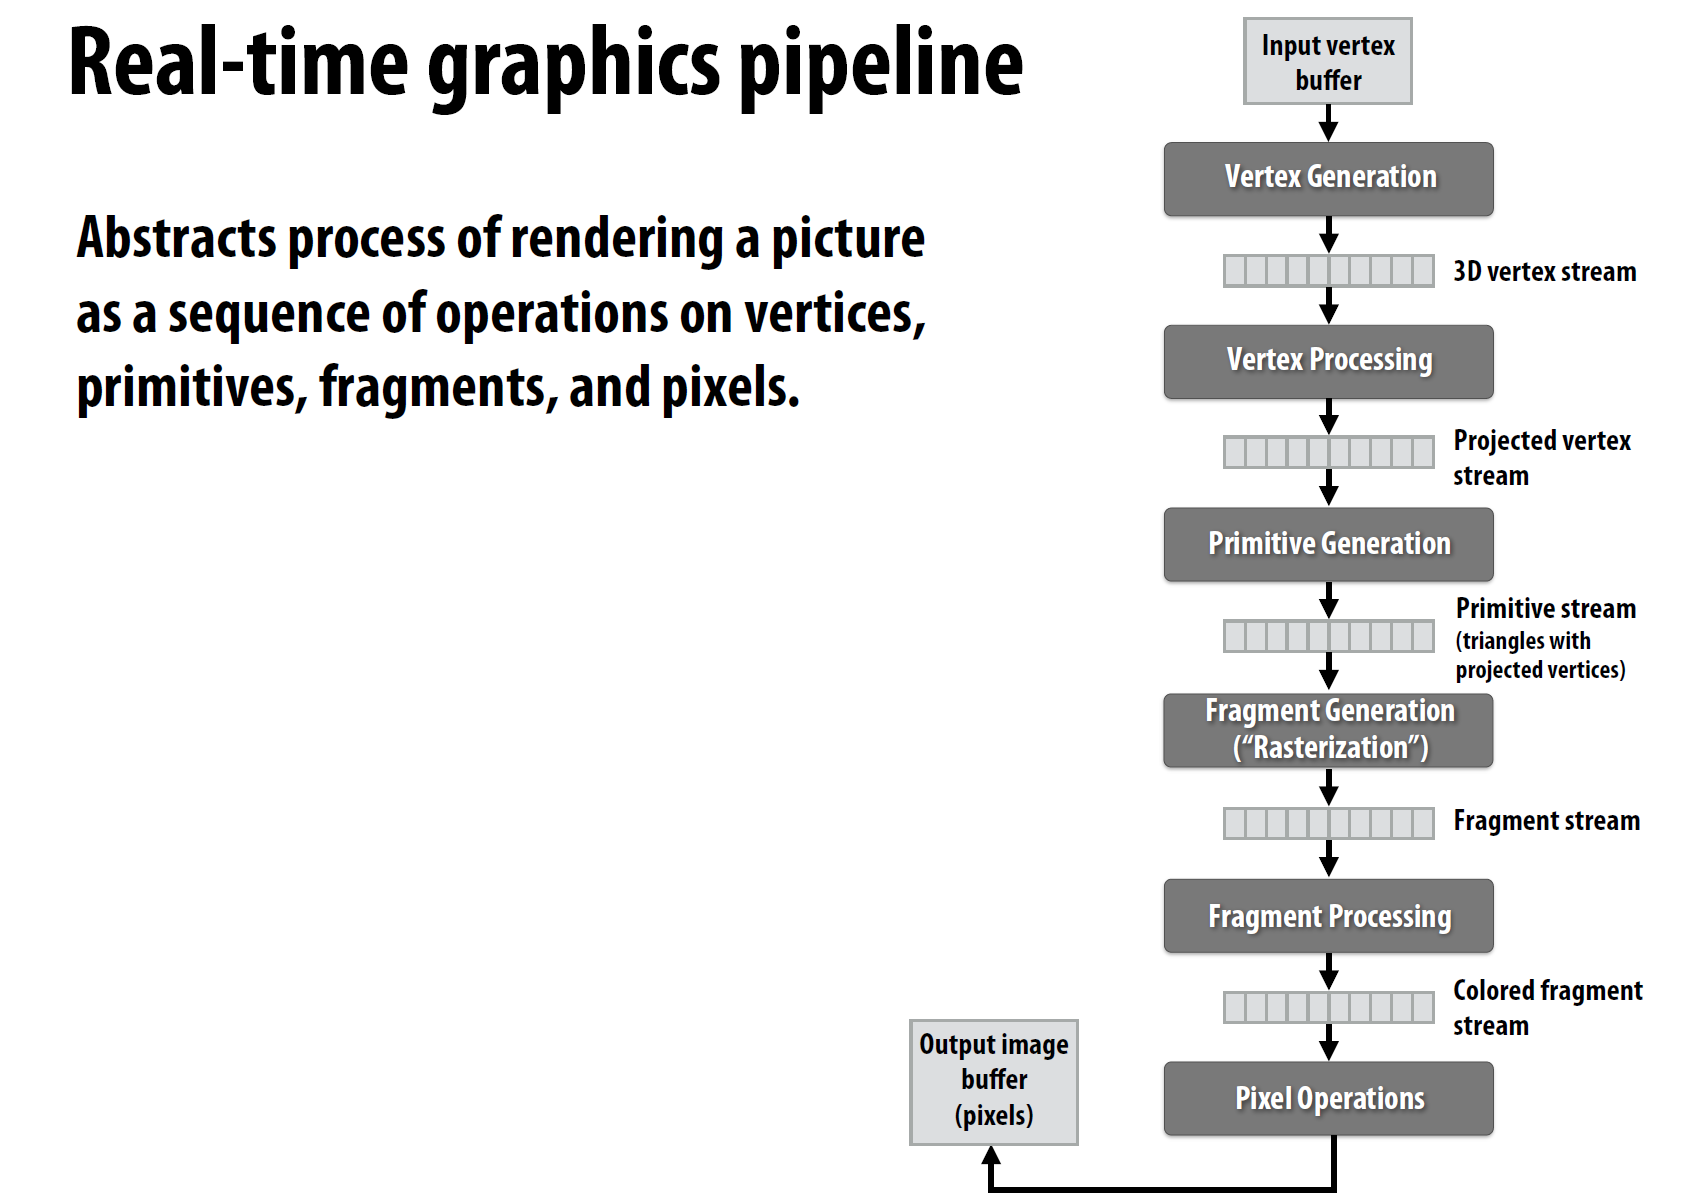 Real-time graphics pipeline
Abstracts process of rendering a picture
as a sequence of operations on vertices,
primitives, fragments, and pixels.
Input vertex
buffer
Vertex Generation
3D vertex stream
Vertex Processing
Projected vertex
stream
Primitive Generation
Primitive stream
(triangles with
projected vertices)
Fragment Generation
(“Rasterization”)
Fragment stream
Fragment Processing
Colored fragment
stream
Pixel Operations
Output image
buffer
(pixels)